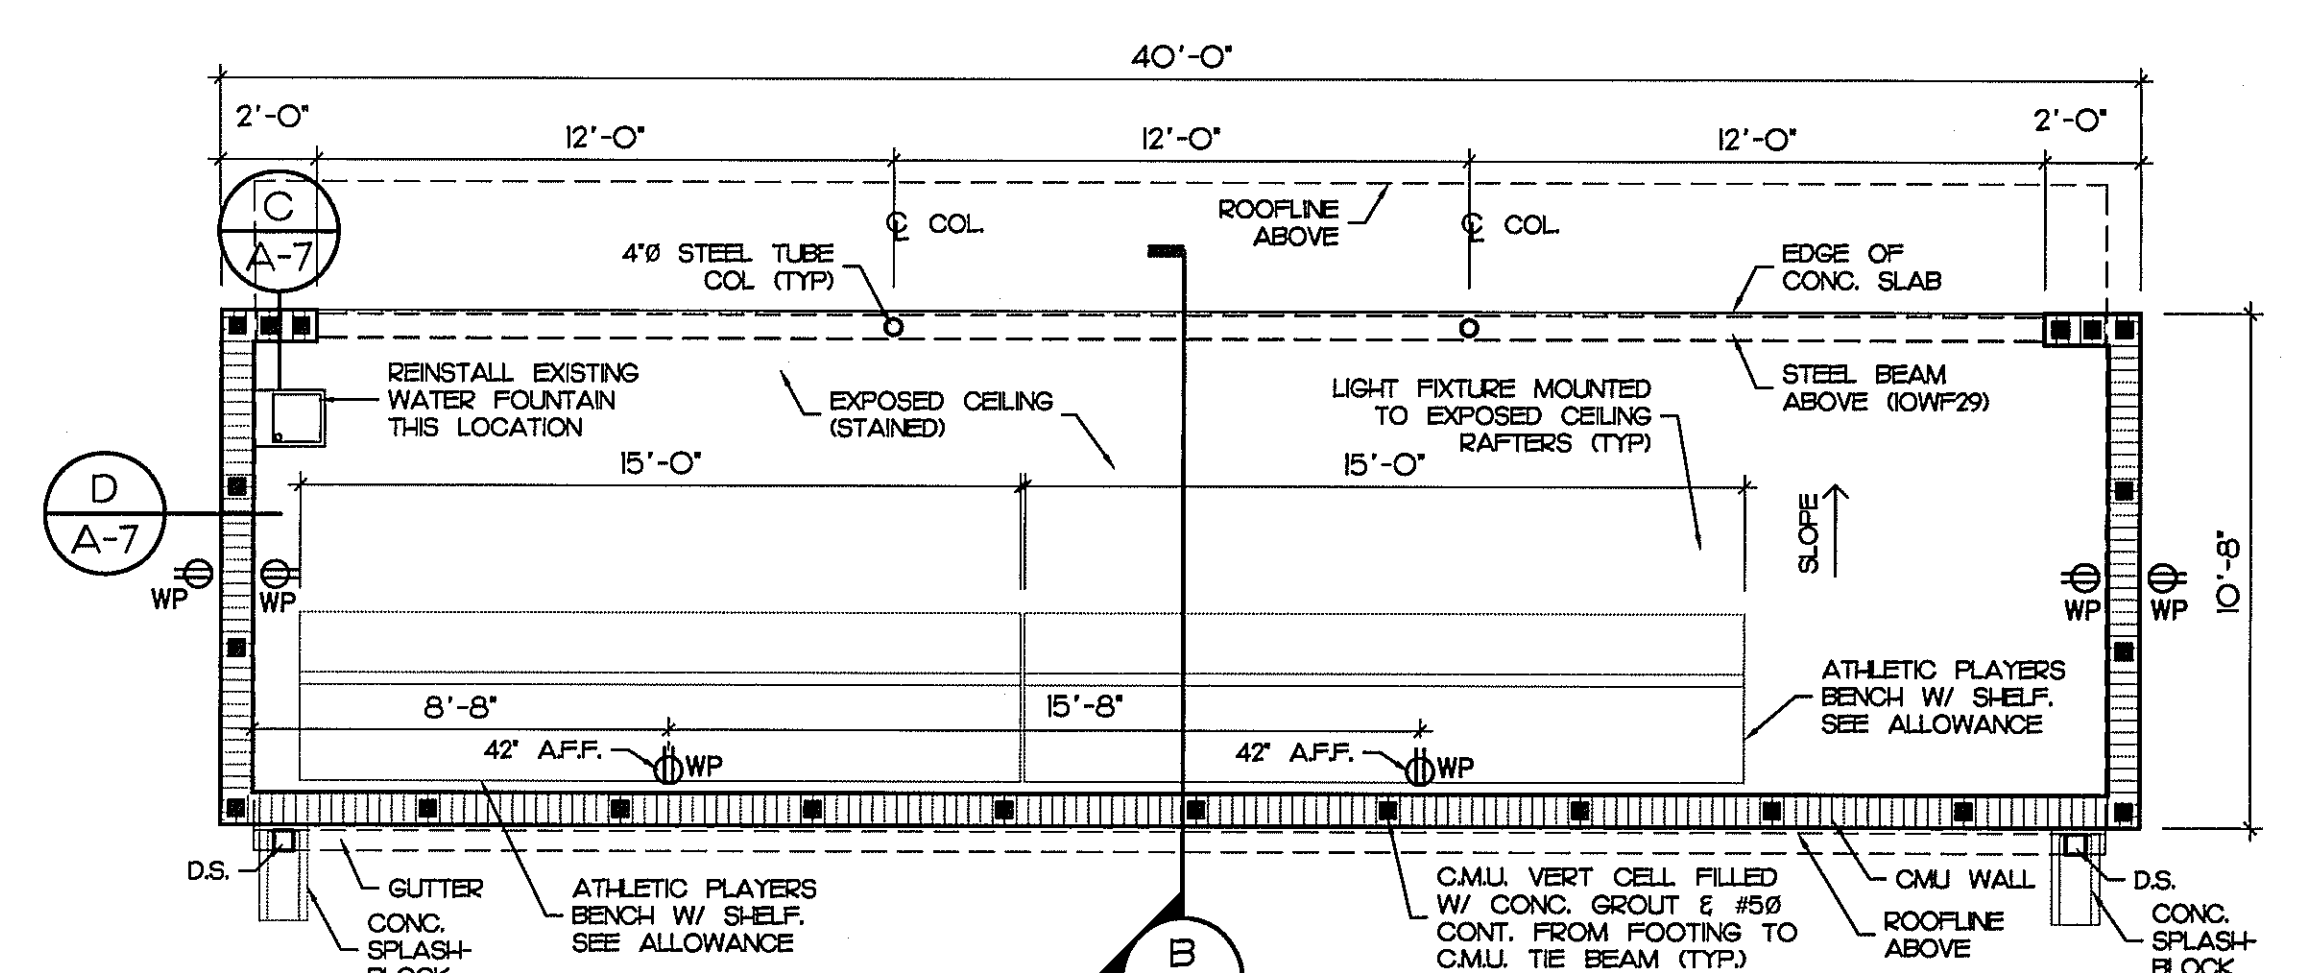 40'-0"
2'-0"
12'-0"
12'-0"
12'-0"
2'-0"
C
A-7
4"Ø STEEL TUBE
COL (TYP)
℄ COL.
ROOFLINE
ABOVE
℄ COL.
EDGE OF
CONC. SLAB
REINSTALL EXISTING
WATER FOUNTAIN
THIS LOCATION
EXPOSED CEILING
(STAINED)
LIGHT FIXTURE MOUNTED
TO EXPOSED CEILING
RAFTERS (TYP)
STEEL BEAM
ABOVE (10WF29)
15'-0"
15'-0"
D
A-7
SLOPE
10'-8"
WP
WP
WP
WP
8'-8"
15'-8"
ATHLETIC PLAYERS
BENCH W/ SHELF.
SEE ALLOWANCE
42" A.F.F.
WP
42" A.F.F.
WP
D.S.
GUTTER
CONC.
SPLASH-
BLOCK
ATHLETIC PLAYERS
BENCH W/ SHELF.
SEE ALLOWANCE
B
C.M.U. VERT CELL FILLED
W/ CONC. GROUT & #5Ø
CONT. FROM FOOTING TO
C.M.U. TIE BEAM (TYP.)
CMU WALL
ROOFLINE
ABOVE
D.S.
CONC.
SPLASH-
BLOCK